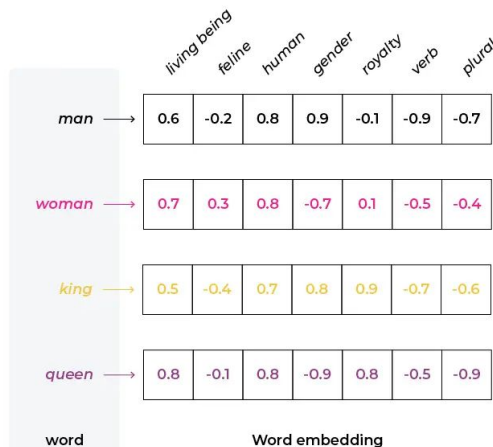 living being feline human gender royalty verb plural
man 0.6 -0.2 0.8 0.9 -0.1 -0.9 -0.7
woman 0.7 0.3 0.8 -0.7 0.1 -0.5 -0.4
king 0.5 -0.4 0.7 0.8 0.9 -0.7 -0.6
queen 0.8 -0.1 0.8 -0.9 0.8 -0.5 -0.9
word Word embedding